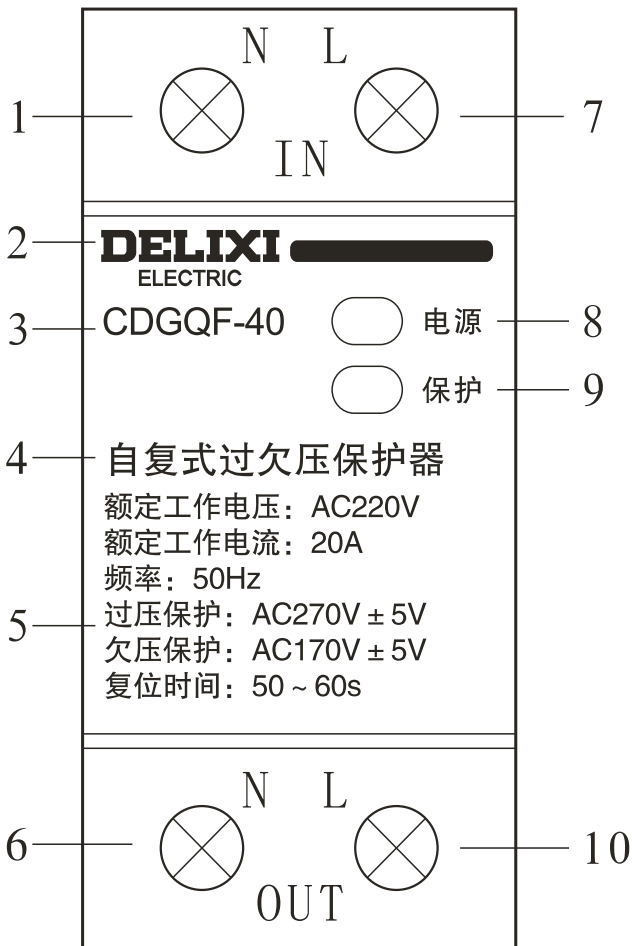 N L
1
7
IN
2
DELIXI
ELECTRIC
3
CDGQF-40
电源
8
保护
9
4
自复式过欠压保护器
额定工作电压：AC220V
额定工作电流：20A
频率：50Hz
5
过压保护：AC270V ± 5V
欠压保护：AC170V ± 5V
复位时间：50 ~ 60s
N L
6
10
OUT